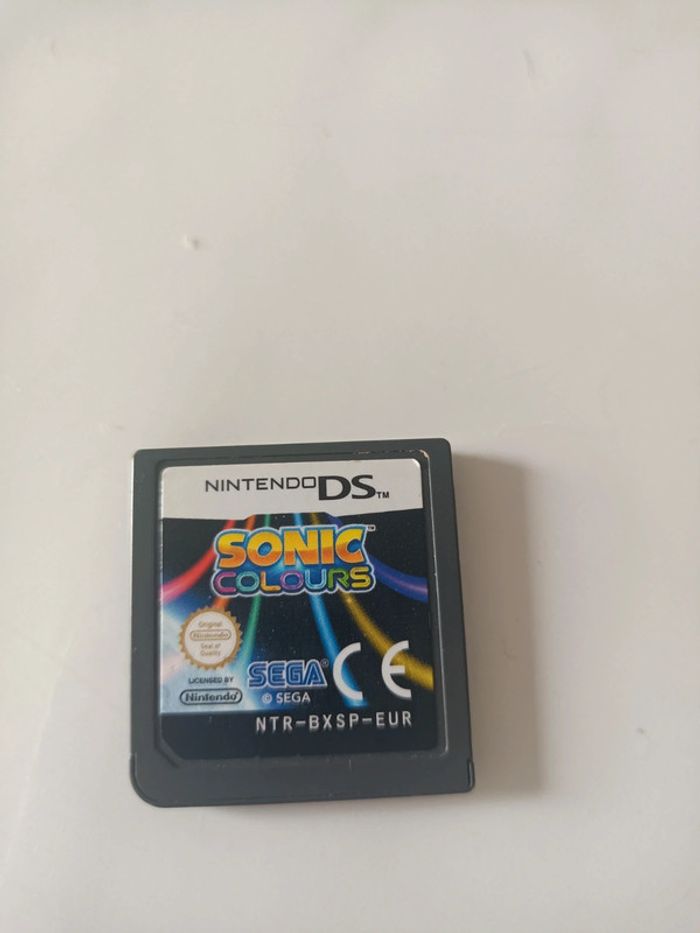 NINTENDO DS™
SONIC™
COLOURS
Original
Nintendo
Seal of
Quality
LICENSED BY
Nintendo
SEGA®
© SEGA
CE
NTR-BXSP-EUR